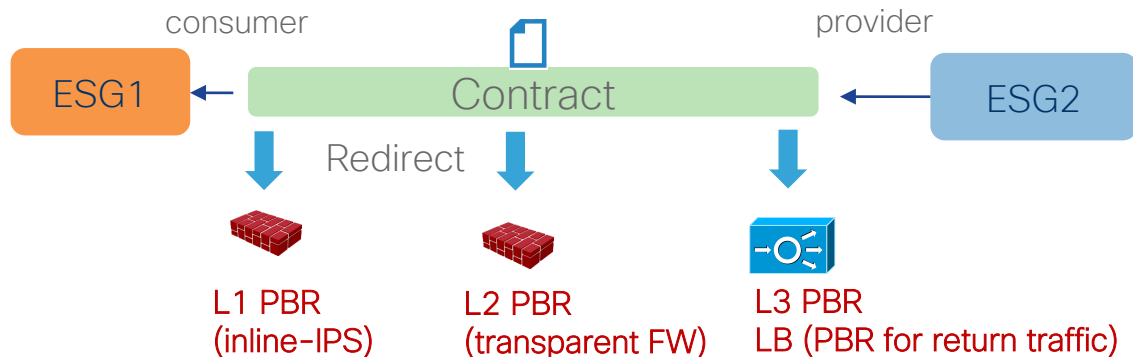 consumer
provider
ESG1
Contract
ESG2
Redirect
L1 PBR
(inline-IPS)
L2 PBR
(transparent FW)
L3 PBR
LB (PBR for return traffic)